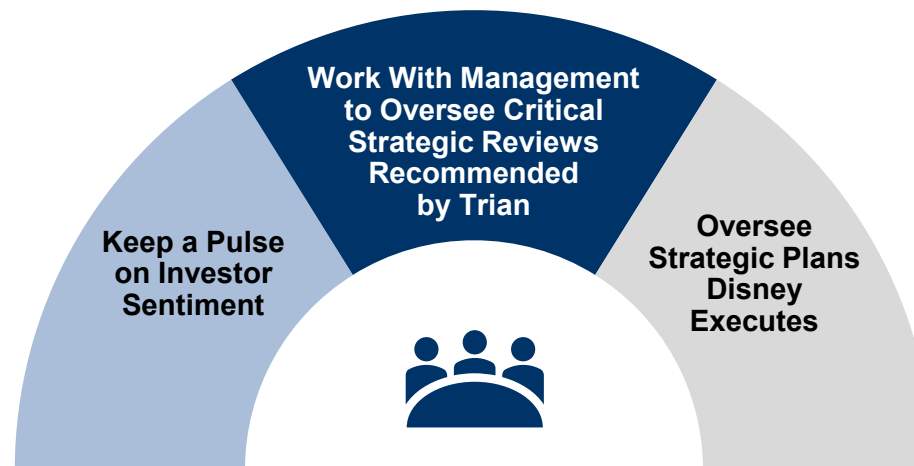 Keep a Pulse
on Investor
Sentiment
Work With Management
to Oversee Critical
Strategic Reviews
Recommended
by Trian
Oversee
Strategic Plans
Disney
Executes